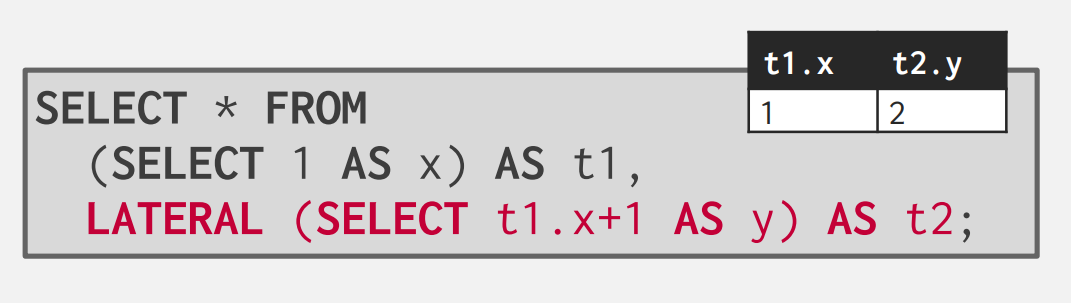 t1.x t2.y
1 2
SELECT * FROM
(SELECT 1 AS x) AS t1,
LATERAL (SELECT t1.x+1 AS y) AS t2;